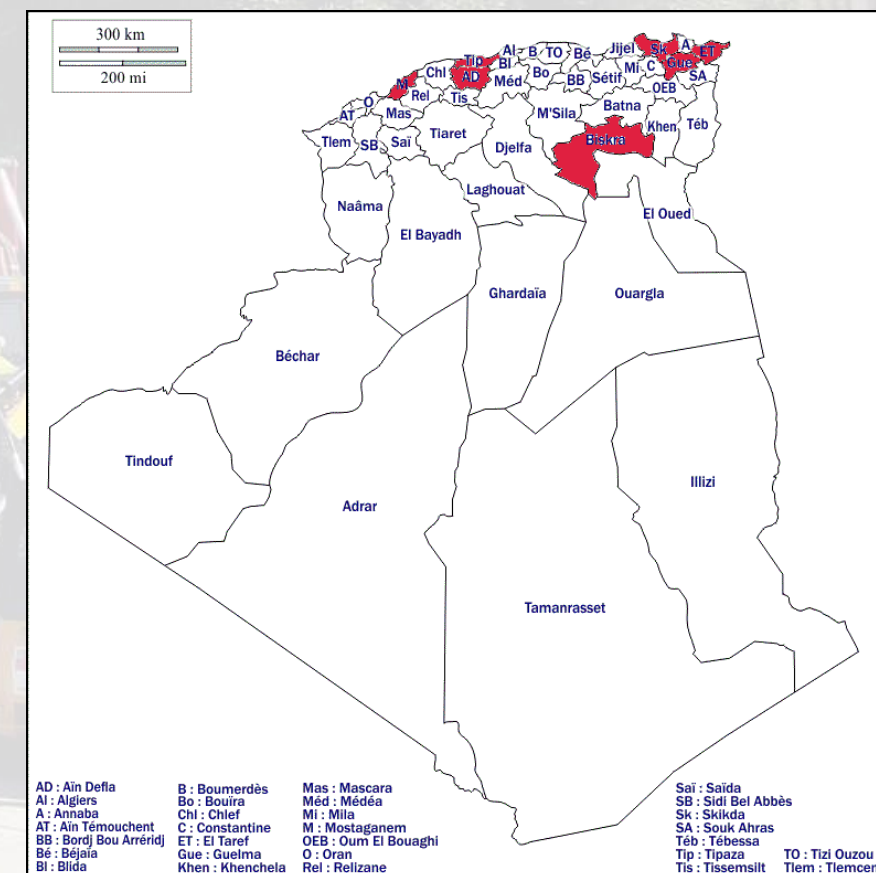 300 km
200 mi
Al B TO Bé Jijel Sk A ET
Tip Bl Bo BB Sétif Mi C Gue SA
M Chl AD Méd OEB
O Rel Tis M'Sila Batna
AT Mas Tiaret Khen Téb
Tlem SB Saï Djelfa Biskra
Laghouat
Naâma El Bayadh El Oued
Ghardaïa Ouargla
Béchar
Tindouf Illizi
Adrar
Tamanrasset
AD : Aïn Defla
Al : Algiers
A : Annaba
AT : Aïn Témouchent
BB : Bordj Bou Arréridj
Bé : Béjaïa
Bl : Blida
B : Boumerdès
Bo : Bouïra
Chl : Chlef
C : Constantine
ET : El Taref
Gue : Guelma
Khen : Khenchela
Mas : Mascara
Méd : Médéa
Mi : Mila
M : Mostaganem
OEB : Oum El Bouaghi
O : Oran
Rel : Relizane
Saï : Saïda
SB : Sidi Bel Abbès
Sk : Skikda
SA : Souk Ahras
Téb : Tébessa
Tip : Tipaza
Tis : Tissemsilt
TO : Tizi Ouzou
Tlem : Tlemcen